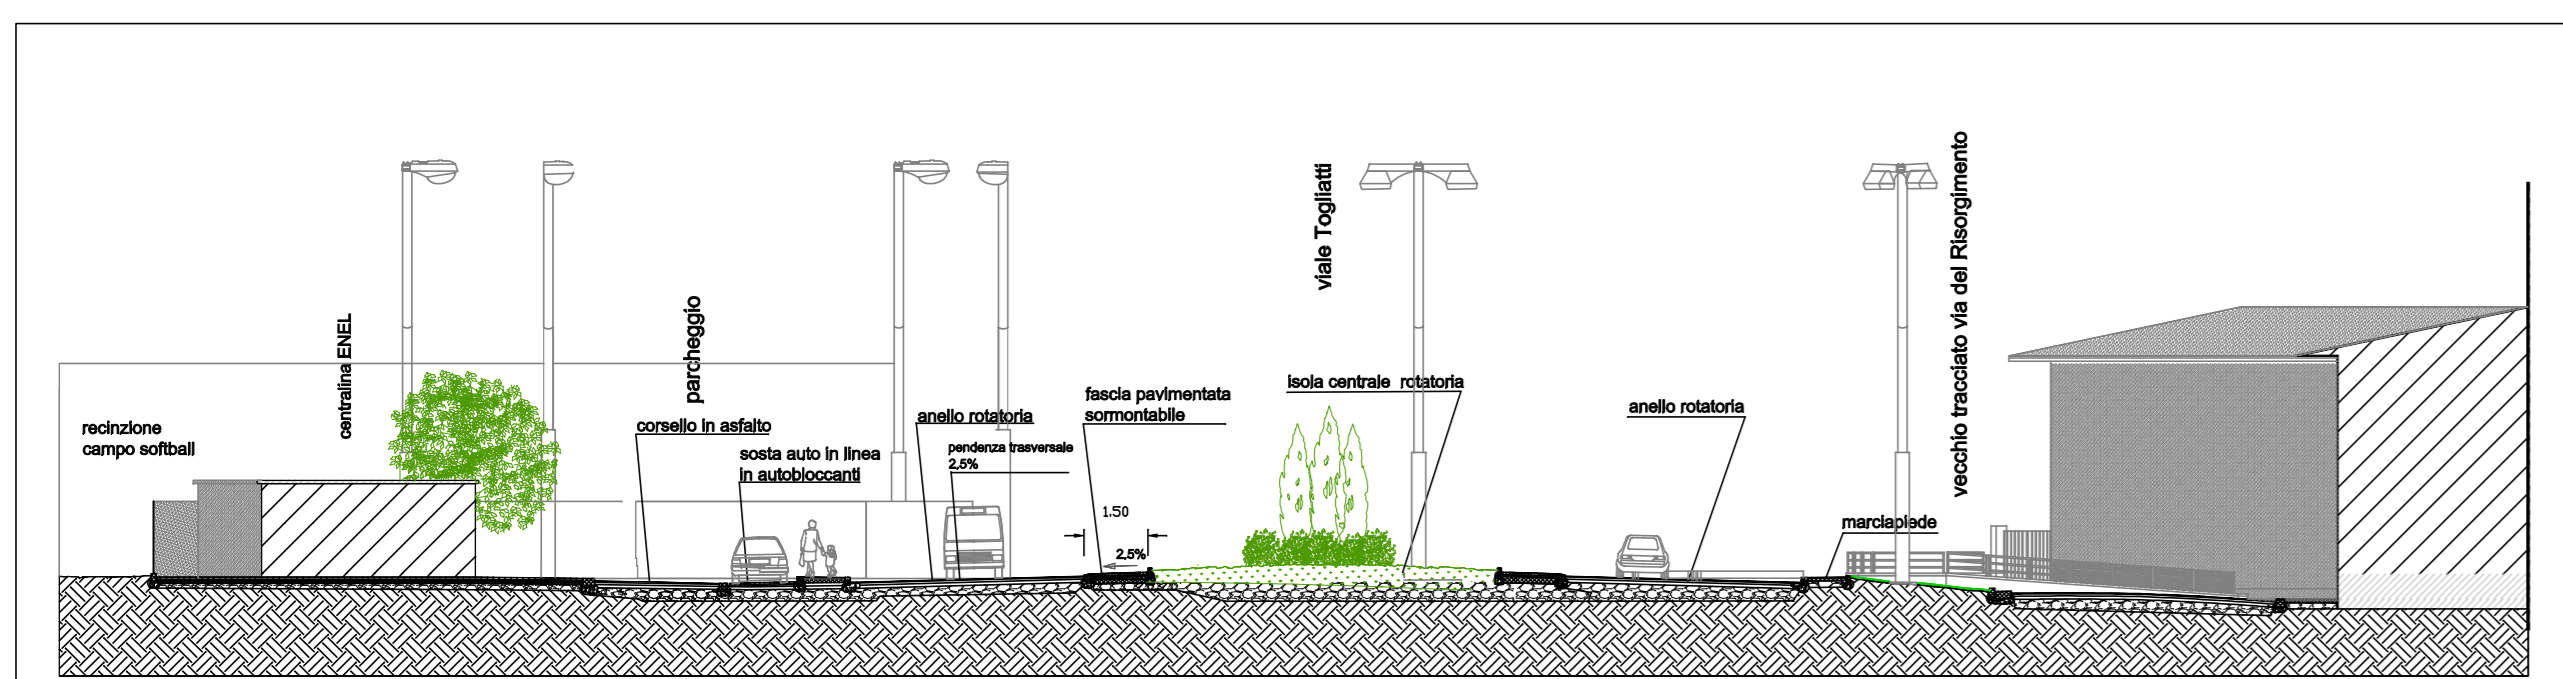 recinzione
campo softball
centralina ENEL
parcheggio
corsello in asfalto
sosta auto in linea
in autobloccanti
anello rotatoria
pendenza trasversale
2,5%
fascia pavimentata
sormontabile
1.50
2,5%
viale Togliatti
isola centrale rotatoria
anello rotatoria
marciapiede
vecchio tracciato via del Risorgimento